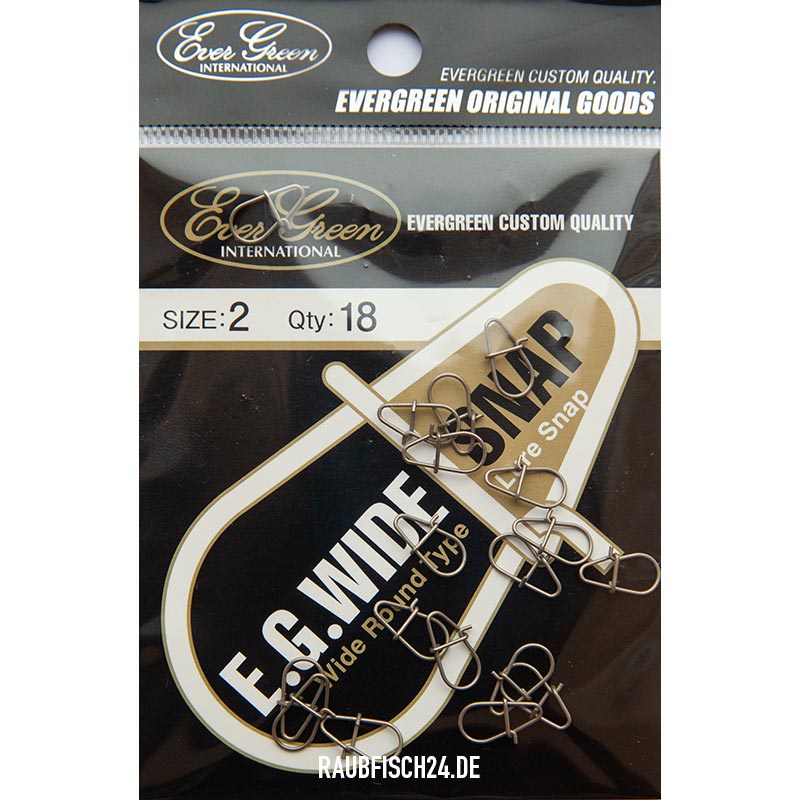 Ever Green
INTERNATIONAL
EVERGREEN CUSTOM QUALITY.
EVERGREEN ORIGINAL GOODS
Ever Green
INTERNATIONAL
EVERGREEN CUSTOM QUALITY
SIZE:2 Qty:18
SNAP
Lure Snap
E.G.WIDE
Wide Round Type
RAUBFISCH24.DE